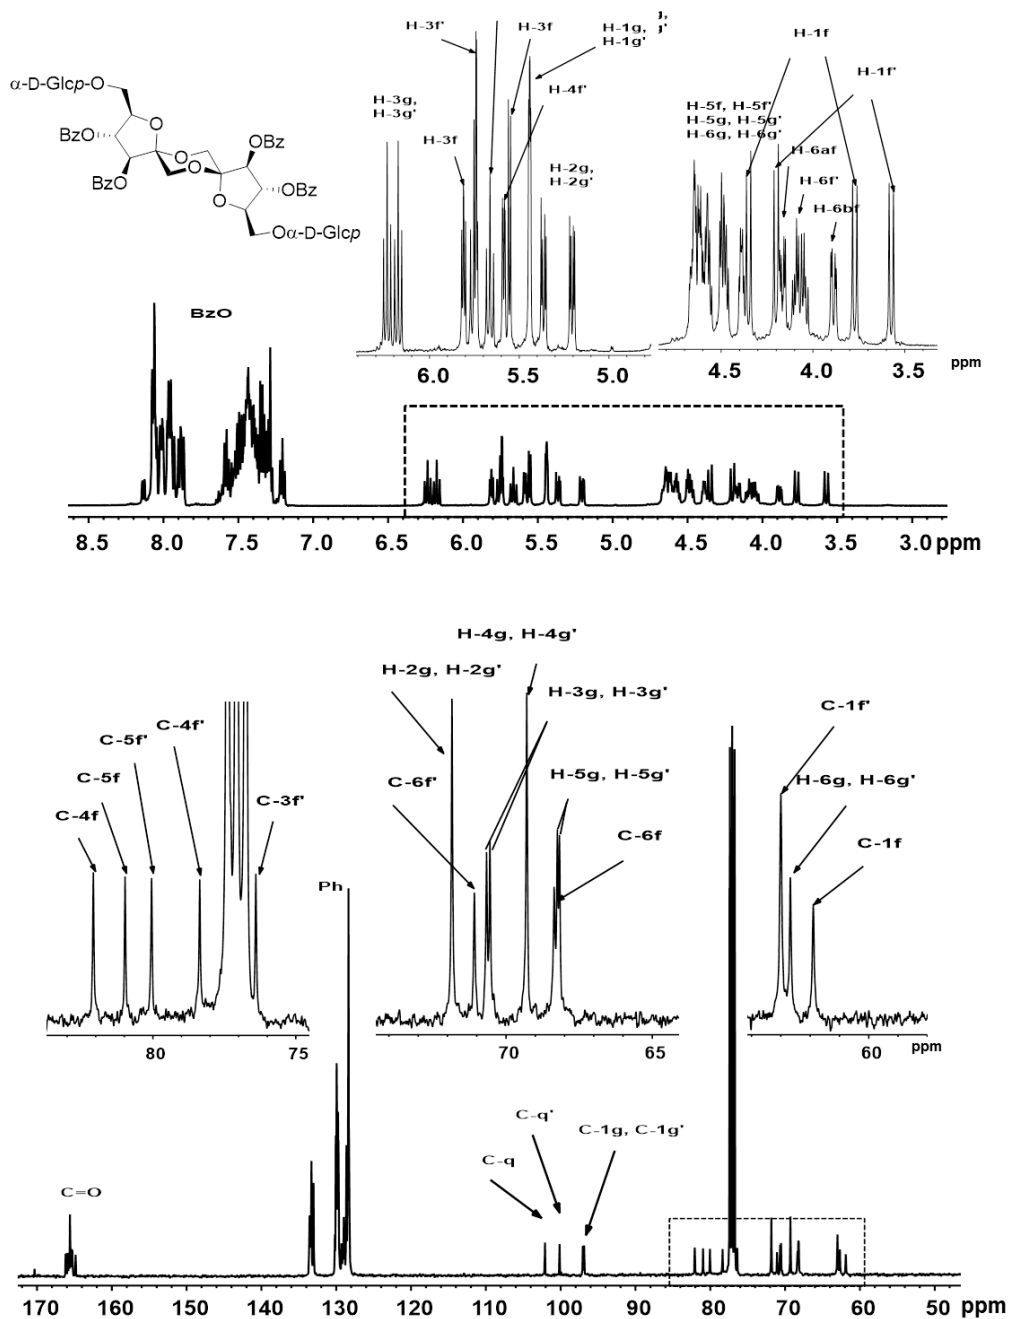 H-3f'
H-3f
H-1g, g'
H-1g'
H-1f
α-D-Glcp-O
H-3g,
H-3g'
H-4f'
H-1f'
O
BzO
OBz
O
O
BzO
OBz
O
Oα-D-Glcp
H-3f
H-2g,
H-2g'
H-5f, H-5f'
H-5g, H-5g'
H-6g, H-6g'
H-6af
H-6f'
H-6bf
BzO
6.0 5.5 5.0
4.5 4.0 3.5 ppm
8.5 8.0 7.5 7.0 6.5 6.0 5.5 5.0 4.5 4.0 3.5 3.0 ppm
H-4g, H-4g'
H-2g, H-2g'
H-3g, H-3g'
C-1f'
C-4f'
C-5f'
C-5f
C-6f'
H-5g, H-5g'
H-6g, H-6g'
C-4f
C-3f'
C-6f
C-1f
Ph
80 75
70 65
60 ppm
C-q'
C-1g, C-1g'
C-q
C=O
170 160 150 140 130 120 110 100 90 80 70 60 50 ppm